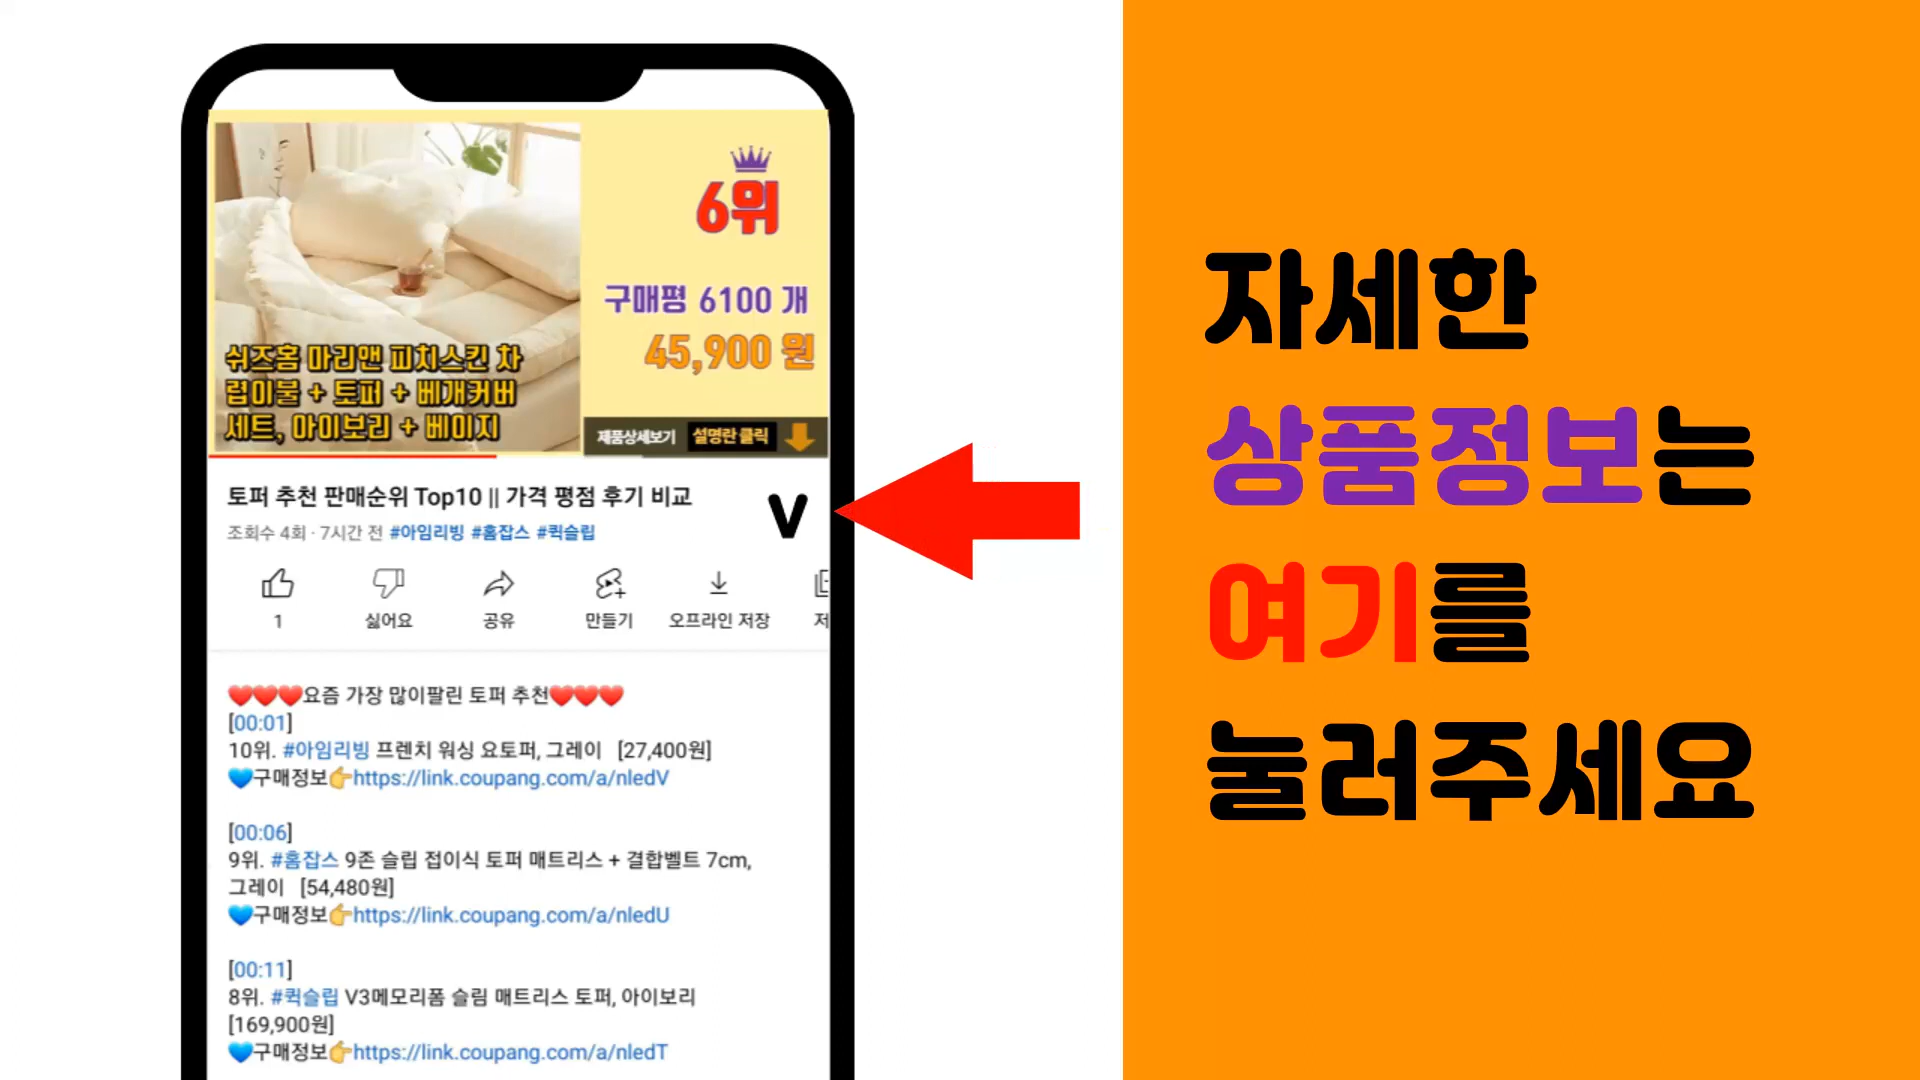 6위
구매평 6100 개
45,900 원
쉬즈홈 마리앤 피치스킨 차
렵이불 + 토퍼 + 베개커버
세트, 아이보리 + 베이지
제품상세보기 설명란 클릭
토퍼 추천 판매순위 Top10 || 가격 평점 후기 비교
V
조회수 4회 · 7시간 전 #아임리빙 #홈잡스 #퀵슬립
1 싫어요 공유 만들기 오프라인 저장 저
❤️❤️❤️요즘 가장 많이팔린 토퍼 추천❤️❤️❤️
[00:01]
10위. #아임리빙 프렌치 워싱 요토퍼, 그레이 [27,400원]
💙구매정보👉https://link.coupang.com/a/nledV
[00:06]
9위. #홈잡스 9존 슬립 접이식 토퍼 매트리스 + 결합벨트 7cm,
그레이 [54,480원]
💙구매정보👉https://link.coupang.com/a/nledU
[00:11]
8위. #퀵슬립 V3메모리폼 슬림 매트리스 토퍼, 아이보리
[169,900원]
💙구매정보👉https://link.coupang.com/a/nledT
자세한
상품정보는
여기를
눌러주세요